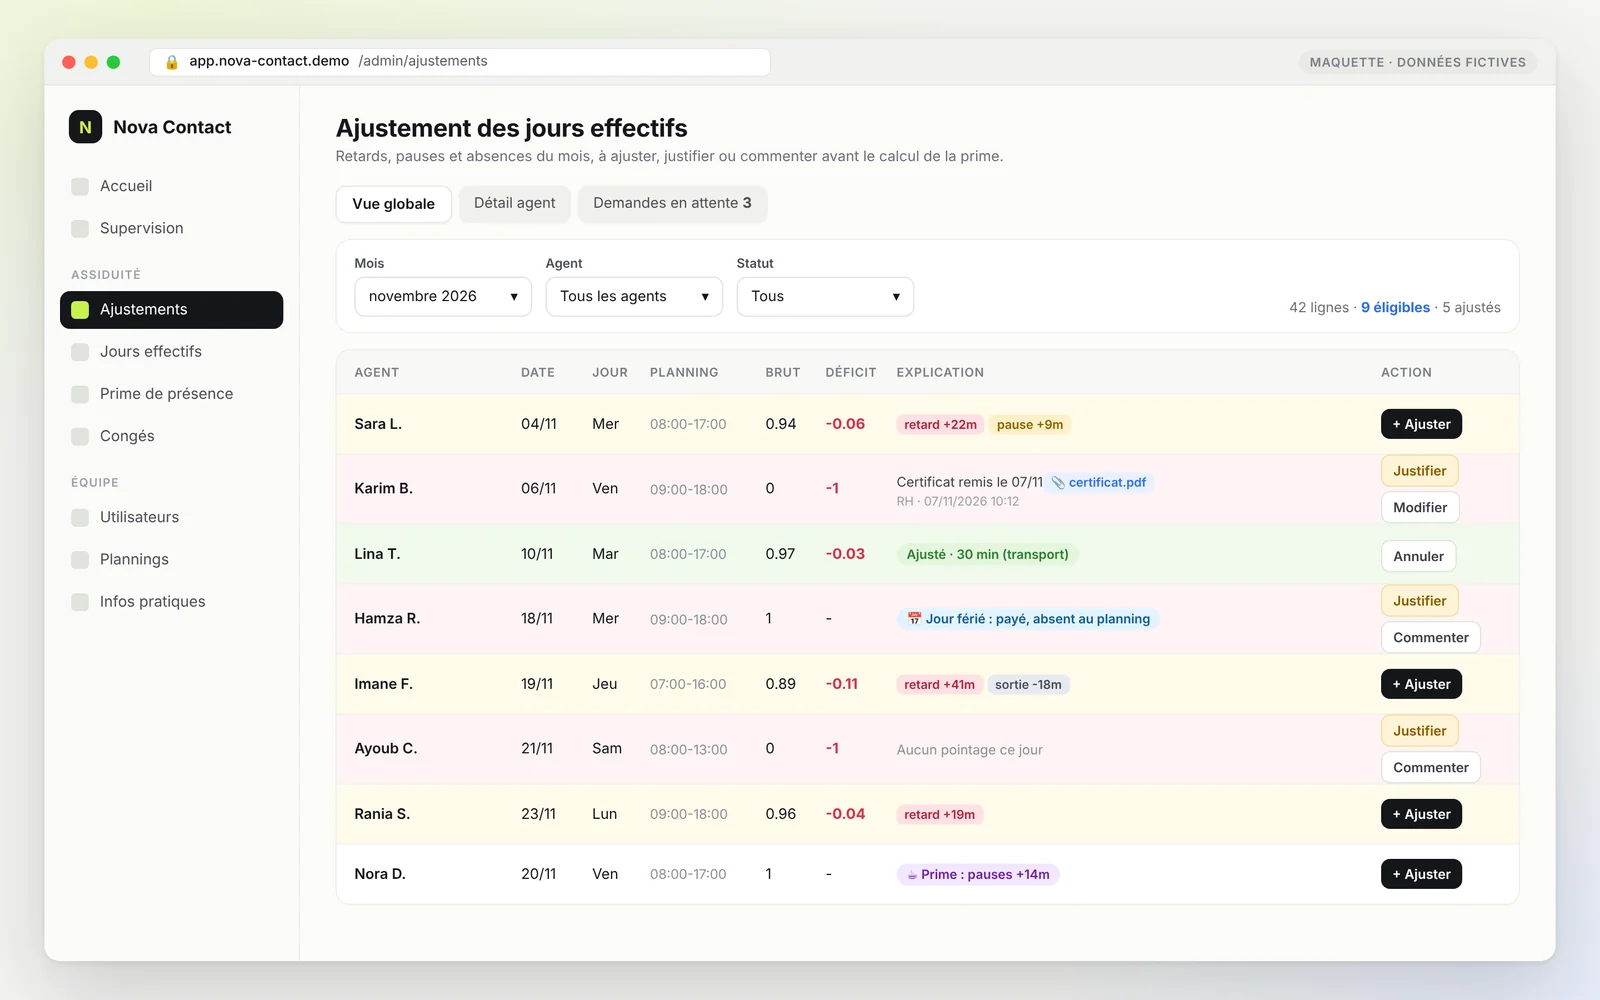 app.nova-contact.demo /admin/ajustements
MAQUETTE · DONNÉES FICTIVES
N Nova Contact
Accueil
Supervision
ASSIDUITÉ
Ajustements
Jours effectifs
Prime de présence
Congés
ÉQUIPE
Utilisateurs
Plannings
Infos pratiques
Ajustement des jours effectifs
Retards, pauses et absences du mois, à ajuster, justifier ou commenter avant le calcul de la prime.
Vue globale Détail agent Demandes en attente 3
Mois Agent Statut
novembre 2026 Tous les agents Tous
42 lignes · 9 éligibles · 5 ajustés
AGENT DATE JOUR PLANNING BRUT DÉFICIT EXPLICATION ACTION
Sara L. 04/11 Mer 08:00-17:00 0.94 -0.06 retard +22m pause +9m + Ajuster
Karim B. 06/11 Ven 09:00-18:00 0 -1 Certificat remis le 07/11 certificat.pdf Justifier
RH · 07/11/2026 10:12 Modifier
Lina T. 10/11 Mar 08:00-17:00 0.97 -0.03 Ajusté · 30 min (transport) Annuler
Hamza R. 18/11 Mer 09:00-18:00 1 - Jour férié : payé, absent au planning Justifier
Commenter
Imane F. 19/11 Jeu 07:00-16:00 0.89 -0.11 retard +41m sortie -18m + Ajuster
Ayoub C. 21/11 Sam 08:00-13:00 0 -1 Aucun pointage ce jour Justifier
Commenter
Rania S. 23/11 Lun 09:00-18:00 0.96 -0.04 retard +19m + Ajuster
Nora D. 20/11 Ven 08:00-17:00 1 - Prime : pauses +14m + Ajuster